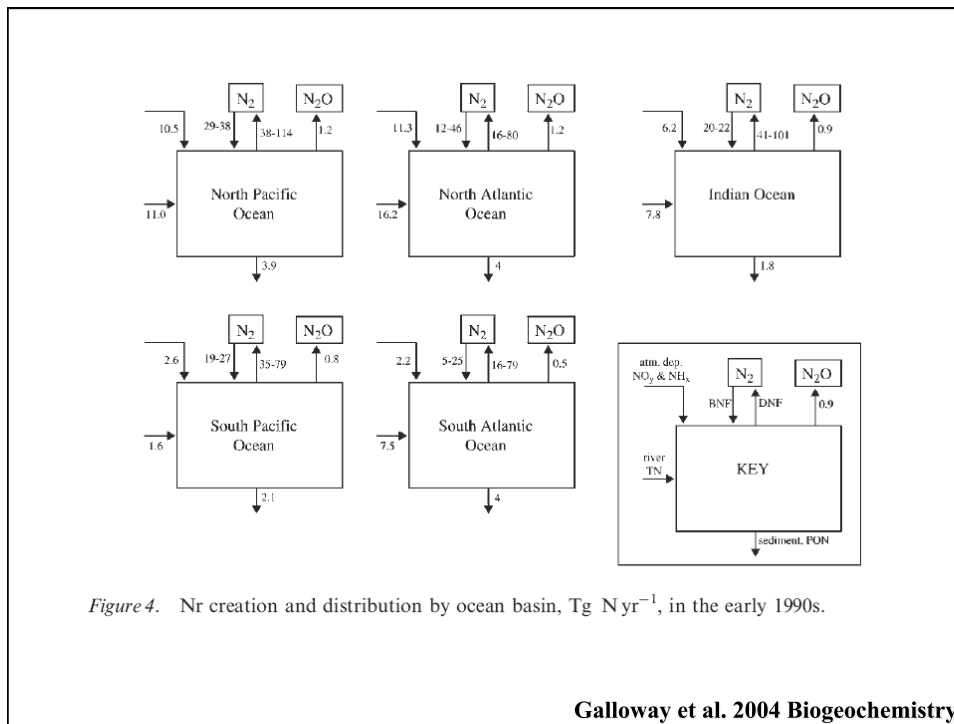 N₂
N₂O
10.5
29-38
38-114
1.2
North Pacific
Ocean
11.0
3.9
N₂
N₂O
11.3
12-46
16-80
1.2
North Atlantic
Ocean
16.2
4
N₂
N₂O
6.2
20-22
41-101
0.9
Indian Ocean
7.8
1.8
N₂
N₂O
2.6
19-27
35-79
0.8
South Pacific
Ocean
1.6
2.1
N₂
N₂O
2.2
5-25
16-79
0.5
South Atlantic
Ocean
7.5
4
atm. dep.
NOᵧ & NHₓ
N₂
N₂O
BNF
DNF
0.9
river
TN
KEY
sediment. PON
Figure 4. Nr creation and distribution by ocean basin, Tg N yr⁻¹, in the early 1990s.
Galloway et al. 2004 Biogeochemistry